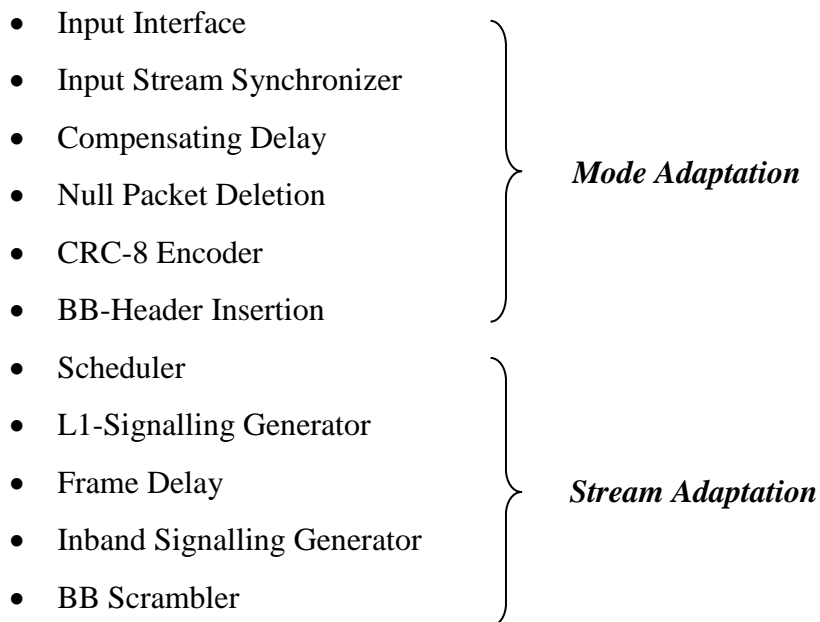 • Input Interface
• Input Stream Synchronizer
• Compensating Delay
• Null Packet Deletion
• CRC-8 Encoder
• BB-Header Insertion
Mode Adaptation
• Scheduler
• L1-Signalling Generator
• Frame Delay
• Inband Signalling Generator
• BB Scrambler
Stream Adaptation